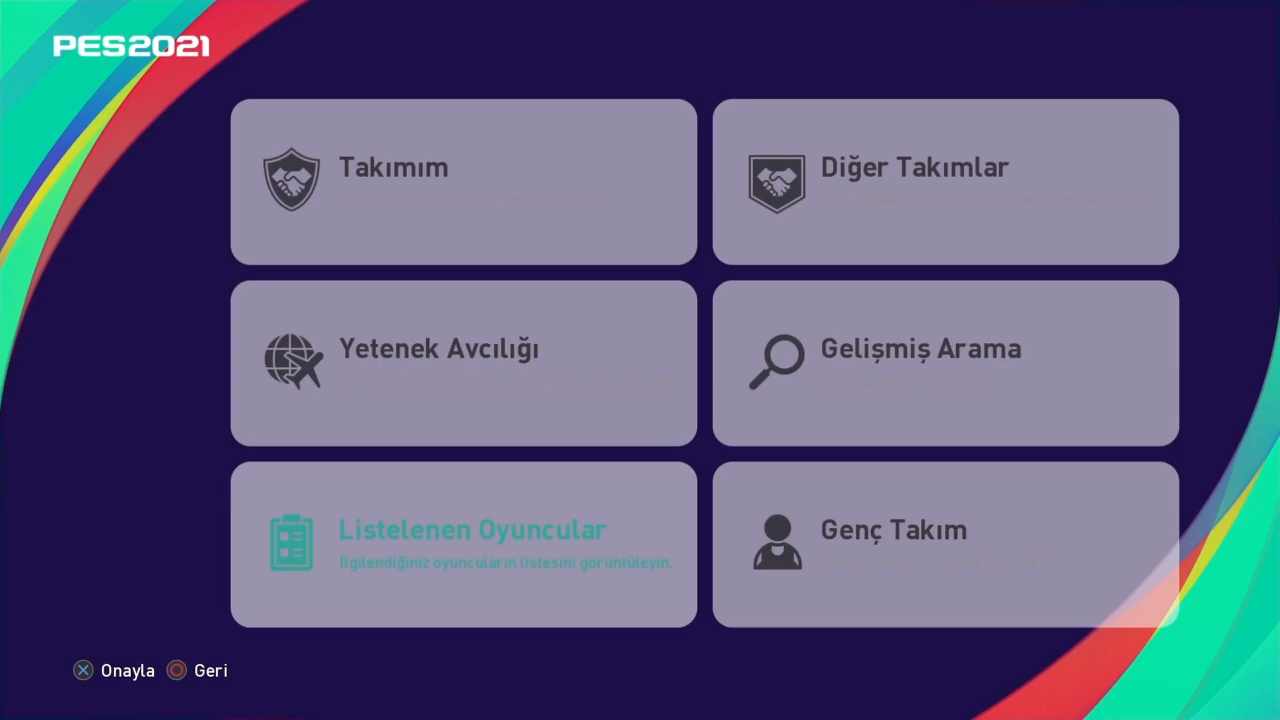 PES2021
Takımım
Diğer Takımlar
Yetenek Avcılığı
Gelişmiş Arama
Listelenen Oyuncular
İlgilendiğiniz oyuncuların listesini görüntüleyin.
Genç Takım
Onayla
Geri